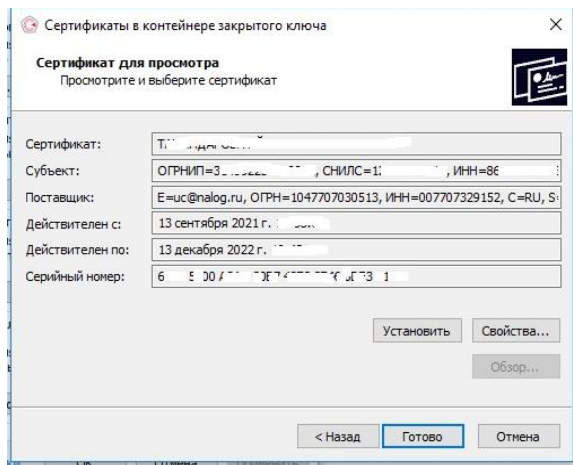 Сертификаты в контейнере закрытого ключа
Сертификат для просмотра
Просмотрите и выберите сертификат
Сертификат:
Субъект: ОГРНИП= , СНИЛС= , ИНН=86
Поставщик: E=uc@nalog.ru, ОГРН=1047707030513, ИНН=007707329152, C=RU, S=
Действителен с: 13 сентября 2021 г.
Действителен по: 13 декабря 2022 г.
Серийный номер:
Установить Свойства...
Обзор...
< Назад Готово Отмена